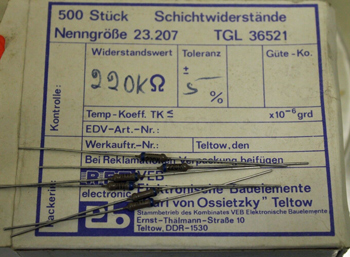 500 Stück Schichtwiderstände
Nenngröße 23.207 TGL 36521
Widerstandswert Toleranz Güte-Ko.
220KΩ ± 5 %
Kontrolle:
Temp.-Koeff. TK ≤ x10⁻⁶grd
EDV-Art.-Nr.:
Werkauftr.-Nr.: Teltow, den
Bei Reklamationen Verpackung beifügen
Packerin:
electronic Elektronische Bauelemente
"Carl von Ossietzky" Teltow
Stammbetrieb des Kombinates VEB Elektronische Bauelemente
Ernst-Thälmann-Straße 10
Teltow, DDR-1530